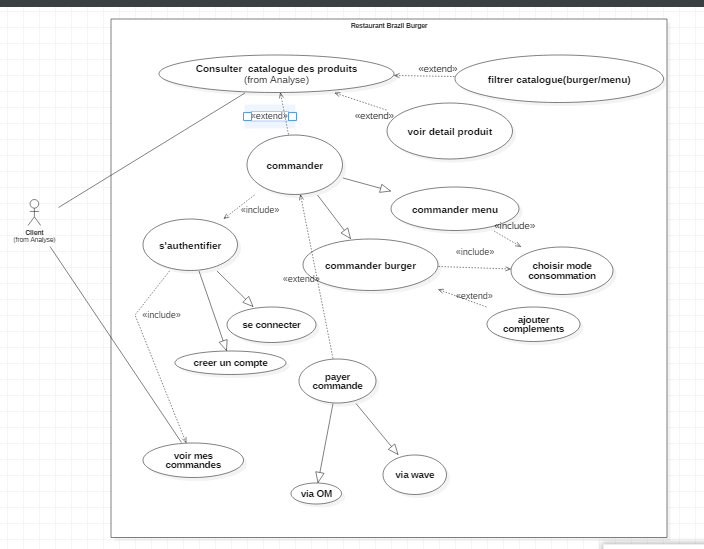 Restaurant Brazil Burger
Consulter catalogue des produits
(from Analyse)
«extend»
filtrer catalogue(burger/menu)
«extend»
«extend»
voir detail produit
commander
commander menu
Client
(from Analyse)
«include»
«include»
s'authentifier
«include»
commander burger
choisir mode
consommation
«extend»
«extend»
«include»
se connecter
ajouter
complements
creer un compte
payer
commande
voir mes
commandes
via wave
via OM